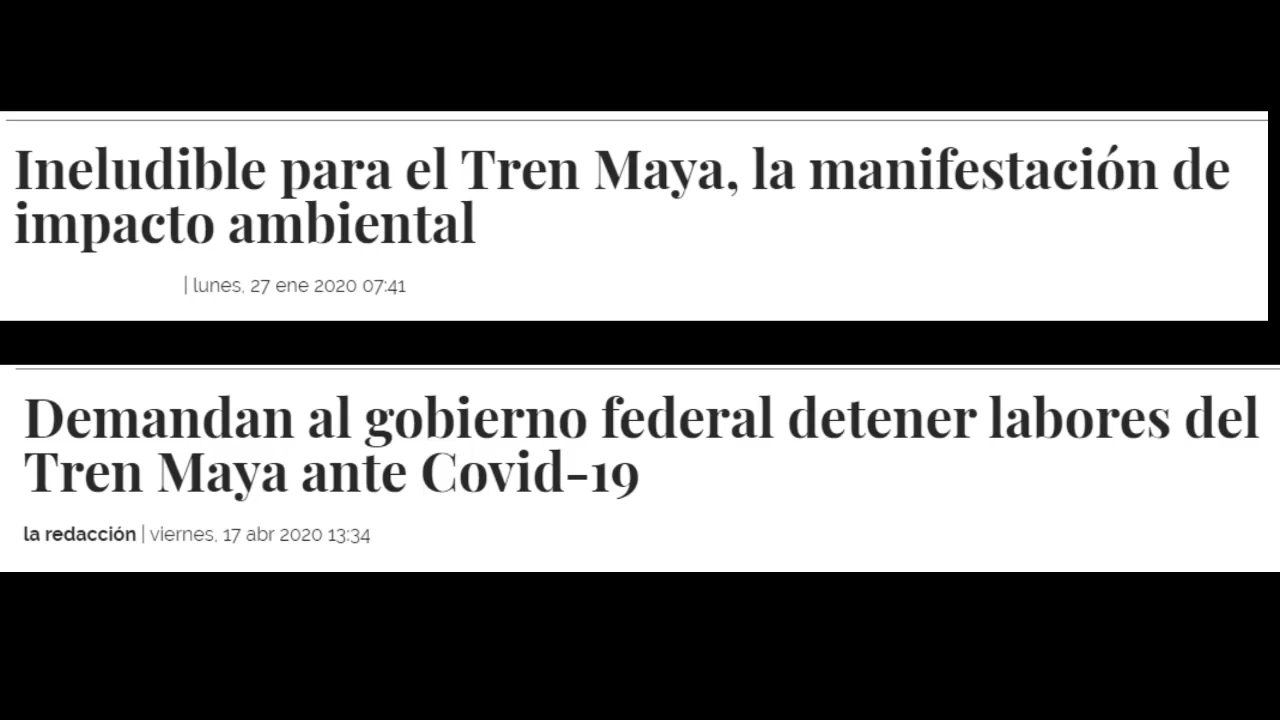 Ineludible para el Tren Maya, la manifestación de
impacto ambiental
| lunes, 27 ene 2020 07:41
Demandan al gobierno federal detener labores del
Tren Maya ante Covid-19
la redacción | viernes, 17 abr 2020 13:34